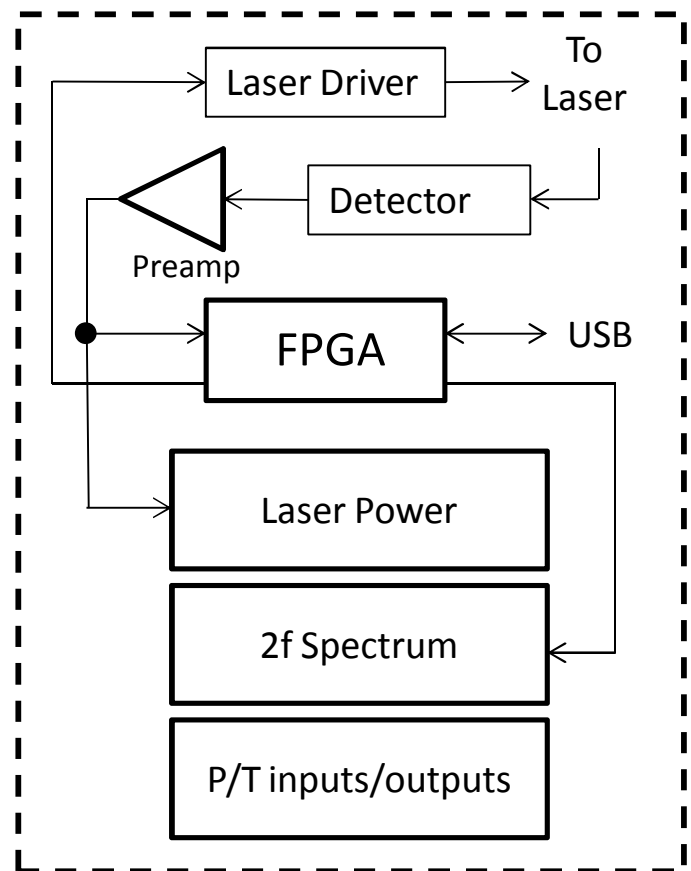 Laser Driver
To
Laser
Detector
Preamp
FPGA
USB
Laser Power
2f Spectrum
P/T inputs/outputs